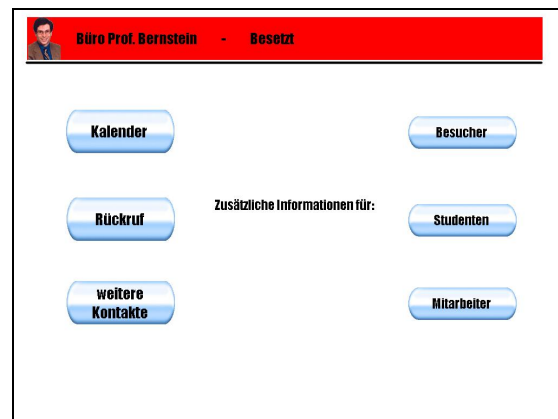 Büro Prof. Bernstein - Besetzt
Kalender
Besucher
Rückruf
Zusätzliche Informationen für:
Studenten
weitere
Kontakte
Mitarbeiter